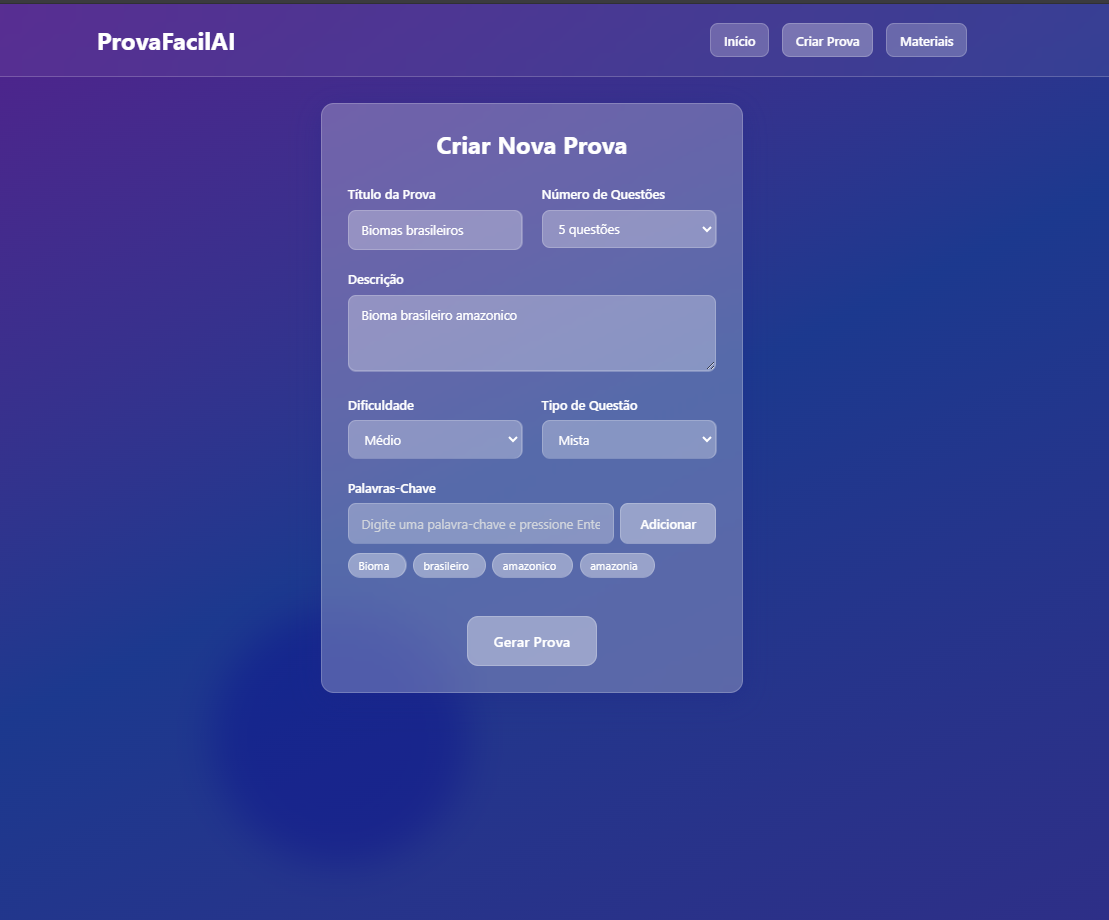 ProvaFacilAI
Início Criar Prova Materiais
Criar Nova Prova
Título da Prova Número de Questões
Biomas brasileiros 5 questões
Descrição
Bioma brasileiro amazonico
Dificuldade Tipo de Questão
Médio Mista
Palavras-Chave
Digite uma palavra-chave e pressione Ente Adicionar
Bioma brasileiro amazonico amazonia
Gerar Prova